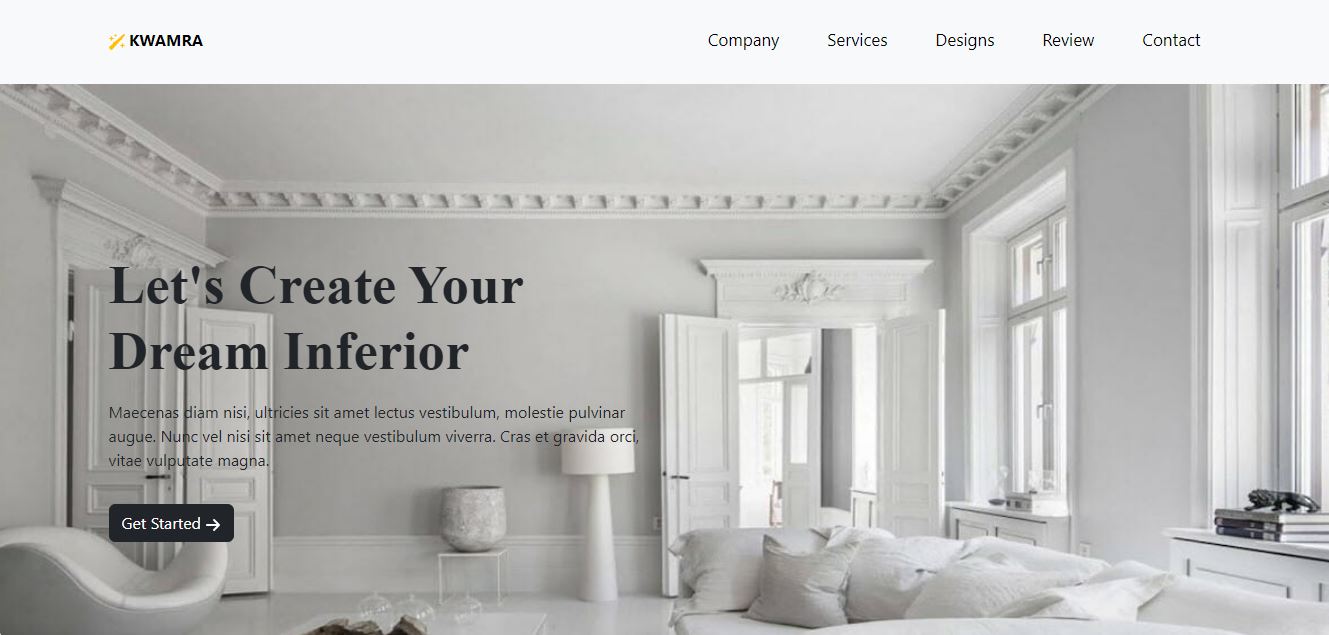 KWAMRA
Company
Services
Designs
Review
Contact
Let's Create Your
Dream Inferior
Maecenas diam nisi, ultricies sit amet lectus vestibulum, molestie pulvinar
augue. Nunc vel nisi sit amet neque vestibulum viverra. Cras et gravida orci,
vitae vulputate magna.
Get Started →